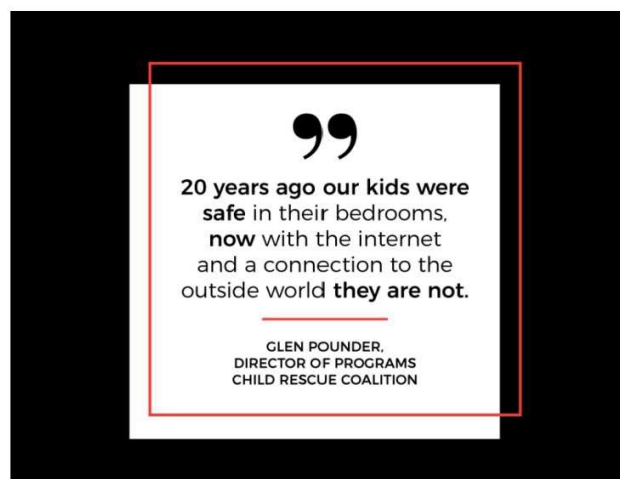 ”
20 years ago our kids were
safe in their bedrooms,
now with the internet
and a connection to the
outside world they are not.
GLEN POUNDER,
DIRECTOR OF PROGRAMS
CHILD RESCUE COALITION